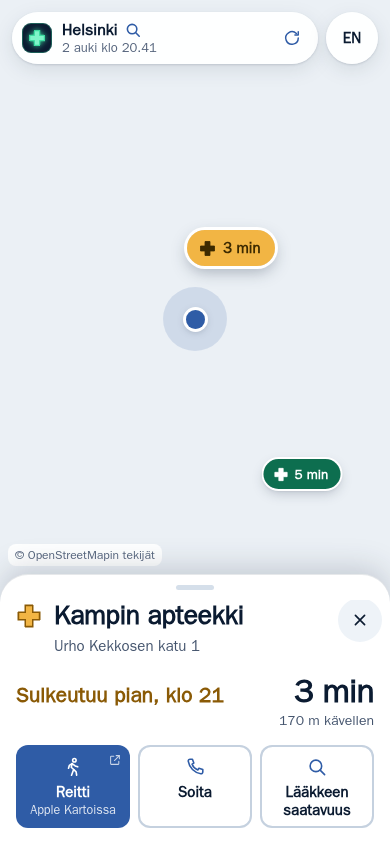 Helsinki
2 auki klo 20.41
EN
3 min
5 min
© OpenStreetMapin tekijät
Kampin apteekki
Urho Kekkosen katu 1
Sulkeutuu pian, klo 21
3 min
170 m kävellen
Reitti
Apple Kartoissa
Soita
Lääkkeen
saatavuus